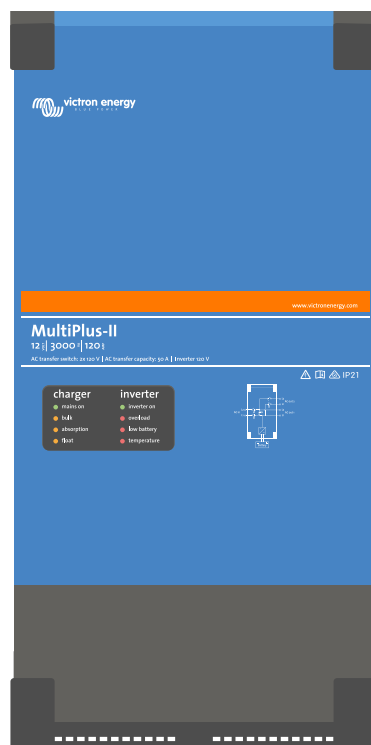 victron energy
BLUE POWER
www.victronenergy.com
MultiPlus-II
12 | 3000 | 120
AC transfer switch: 2x 120 V | AC transfer capacity: 50 A | Inverter 120 V
IP21
charger inverter
mains on inverter on
bulk overload
absorption low battery
float temperature